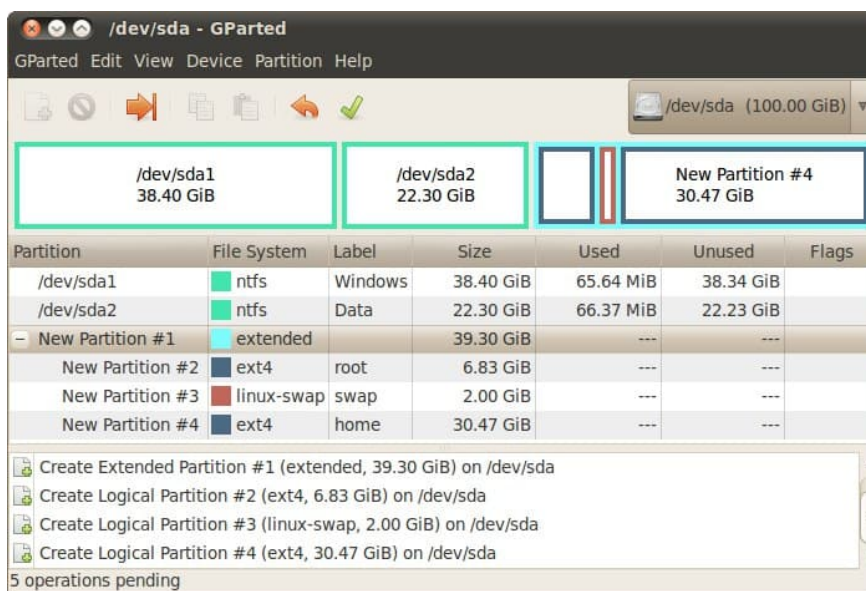 /dev/sda - GParted
GParted Edit View Device Partition Help
/dev/sda (100.00 GiB)
/dev/sda1
38.40 GiB
/dev/sda2
22.30 GiB
New Partition #4
30.47 GiB
Partition File System Label Size Used Unused Flags
/dev/sda1 ntfs Windows 38.40 GiB 65.64 MiB 38.34 GiB
/dev/sda2 ntfs Data 22.30 GiB 66.37 MiB 22.23 GiB
New Partition #1 extended 39.30 GiB --- ---
New Partition #2 ext4 root 6.83 GiB --- ---
New Partition #3 linux-swap swap 2.00 GiB --- ---
New Partition #4 ext4 home 30.47 GiB --- ---
Create Extended Partition #1 (extended, 39.30 GiB) on /dev/sda
Create Logical Partition #2 (ext4, 6.83 GiB) on /dev/sda
Create Logical Partition #3 (linux-swap, 2.00 GiB) on /dev/sda
Create Logical Partition #4 (ext4, 30.47 GiB) on /dev/sda
5 operations pending